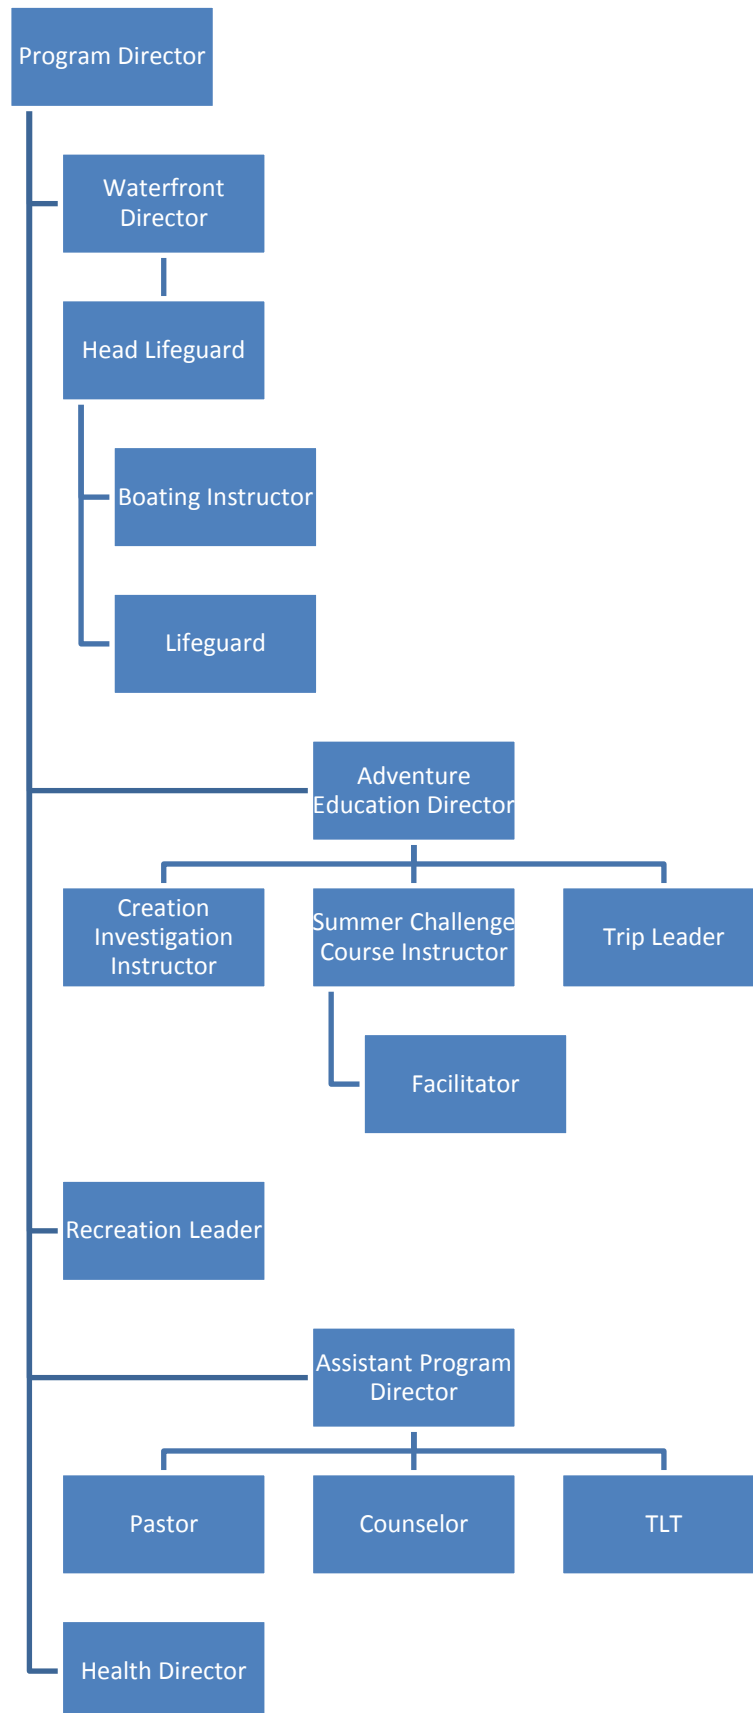 Program Director
Waterfront
Director
Head Lifeguard
Boating Instructor
Lifeguard
Adventure
Education Director
Creation
Investigation
Instructor
Summer Challenge
Course Instructor
Trip Leader
Facilitator
Recreation Leader
Assistant Program
Director
Pastor
Counselor
TLT
Health Director